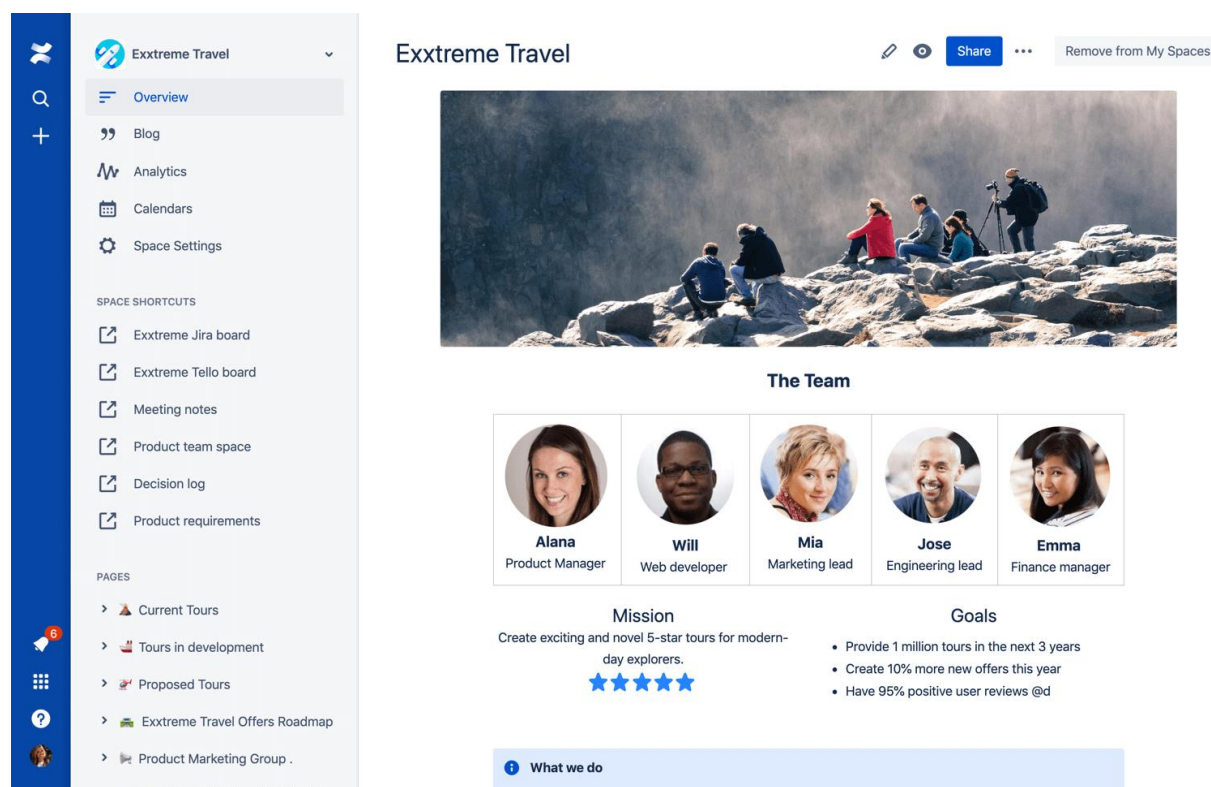 Exxtreme Travel
Overview
Blog
Analytics
Calendars
Space Settings
SPACE SHORTCUTS
Exxtreme Jira board
Exxtreme Tello board
Meeting notes
Product team space
Decision log
Product requirements
PAGES
Current Tours
Tours in development
Proposed Tours
Exxtreme Travel Offers Roadmap
Product Marketing Group .
6
Exxtreme Travel
Share
Remove from My Spaces
The Team
Alana
Product Manager
Will
Web developer
Mia
Marketing lead
Jose
Engineering lead
Emma
Finance manager
Mission
Create exciting and novel 5-star tours for modern-
day explorers.
Goals
• Provide 1 million tours in the next 3 years
• Create 10% more new offers this year
• Have 95% positive user reviews @d
What we do